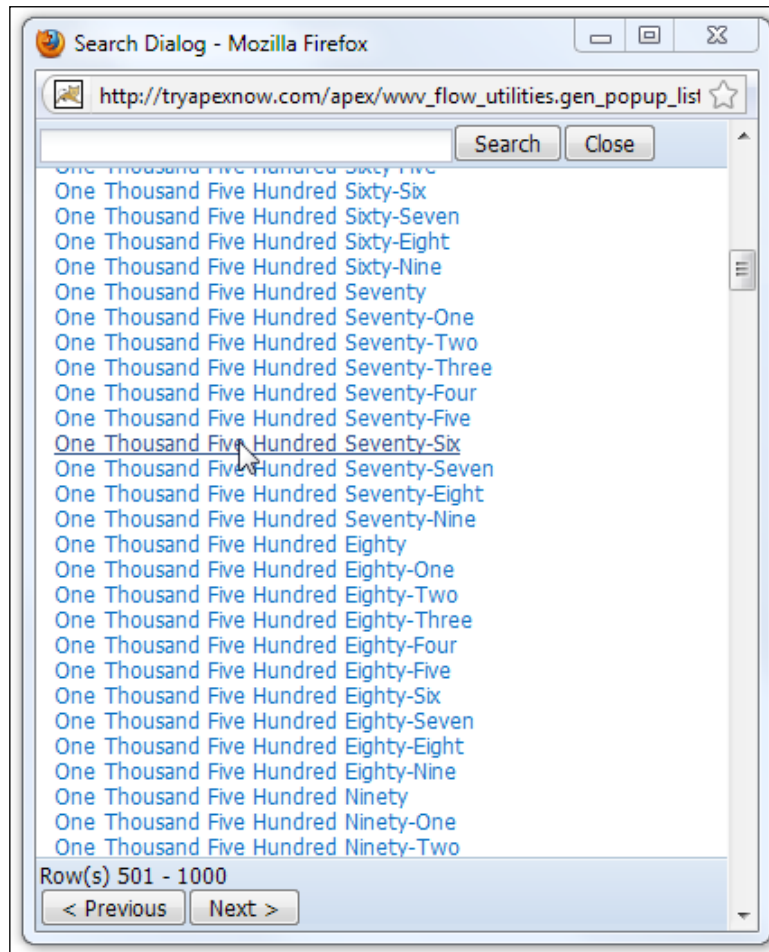 Search Dialog - Mozilla Firefox
http://tryapexnow.com/apex/wwv_flow_utilities.gen_popup_list
Search Close
One Thousand Five Hundred Sixty-Five
One Thousand Five Hundred Sixty-Six
One Thousand Five Hundred Sixty-Seven
One Thousand Five Hundred Sixty-Eight
One Thousand Five Hundred Sixty-Nine
One Thousand Five Hundred Seventy
One Thousand Five Hundred Seventy-One
One Thousand Five Hundred Seventy-Two
One Thousand Five Hundred Seventy-Three
One Thousand Five Hundred Seventy-Four
One Thousand Five Hundred Seventy-Five
One Thousand Five Hundred Seventy-Six
One Thousand Five Hundred Seventy-Seven
One Thousand Five Hundred Seventy-Eight
One Thousand Five Hundred Seventy-Nine
One Thousand Five Hundred Eighty
One Thousand Five Hundred Eighty-One
One Thousand Five Hundred Eighty-Two
One Thousand Five Hundred Eighty-Three
One Thousand Five Hundred Eighty-Four
One Thousand Five Hundred Eighty-Five
One Thousand Five Hundred Eighty-Six
One Thousand Five Hundred Eighty-Seven
One Thousand Five Hundred Eighty-Eight
One Thousand Five Hundred Eighty-Nine
One Thousand Five Hundred Ninety
One Thousand Five Hundred Ninety-One
One Thousand Five Hundred Ninety-Two
Row(s) 501 - 1000
< Previous Next >